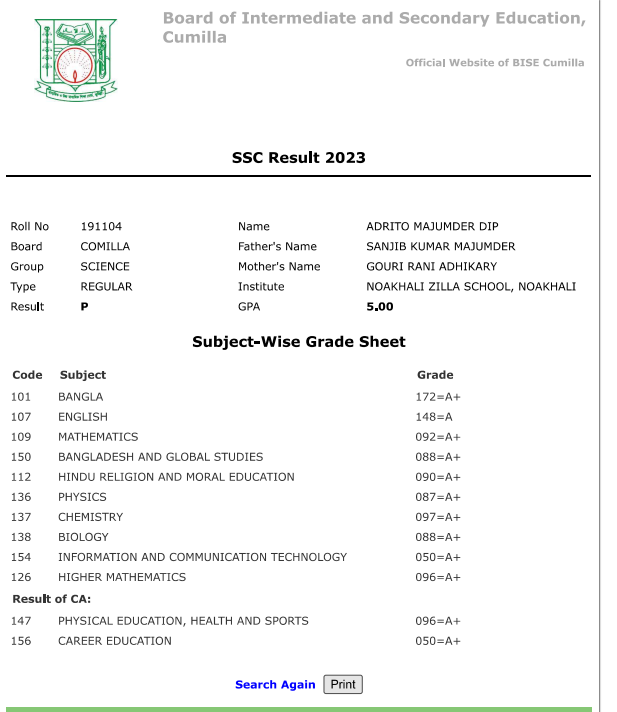 Board of Intermediate and Secondary Education,
Cumilla
Official Website of BISE Cumilla
SSC Result 2023
Roll No 191104 Name ADRITO MAJUMDER DIP
Board COMILLA Father's Name SANJIB KUMAR MAJUMDER
Group SCIENCE Mother's Name GOURI RANI ADHIKARY
Type REGULAR Institute NOAKHALI ZILLA SCHOOL, NOAKHALI
Result P GPA 5.00
Subject-Wise Grade Sheet
Code Subject Grade
101 BANGLA 172=A+
107 ENGLISH 148=A
109 MATHEMATICS 092=A+
150 BANGLADESH AND GLOBAL STUDIES 088=A+
112 HINDU RELIGION AND MORAL EDUCATION 090=A+
136 PHYSICS 087=A+
137 CHEMISTRY 097=A+
138 BIOLOGY 088=A+
154 INFORMATION AND COMMUNICATION TECHNOLOGY 050=A+
126 HIGHER MATHEMATICS 096=A+
Result of CA:
147 PHYSICAL EDUCATION, HEALTH AND SPORTS 096=A+
156 CAREER EDUCATION 050=A+
Search Again Print